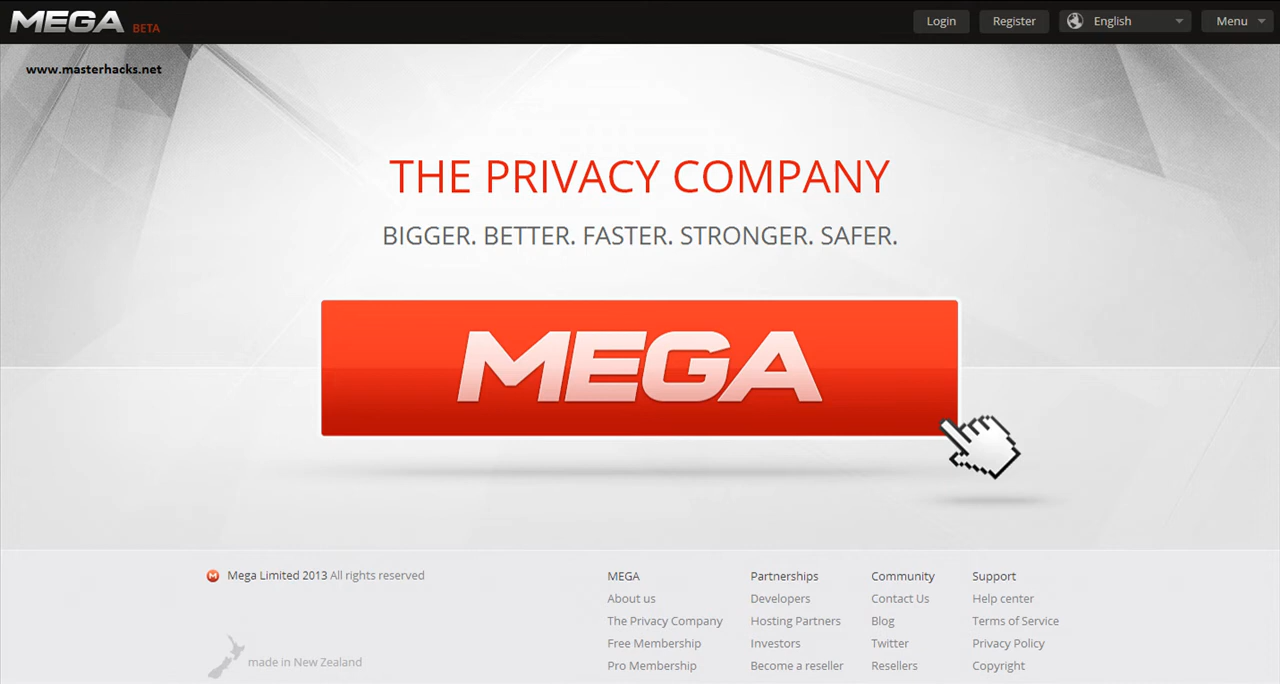 MEGA BETA
Login
Register
English
Menu
www.masterhacks.net
THE PRIVACY COMPANY
BIGGER. BETTER. FASTER. STRONGER. SAFER.
MEGA
M Mega Limited 2013 All rights reserved
made in New Zealand
MEGA
About us
The Privacy Company
Free Membership
Pro Membership
Partnerships
Developers
Hosting Partners
Investors
Become a reseller
Community
Contact Us
Blog
Twitter
Resellers
Support
Help center
Terms of Service
Privacy Policy
Copyright